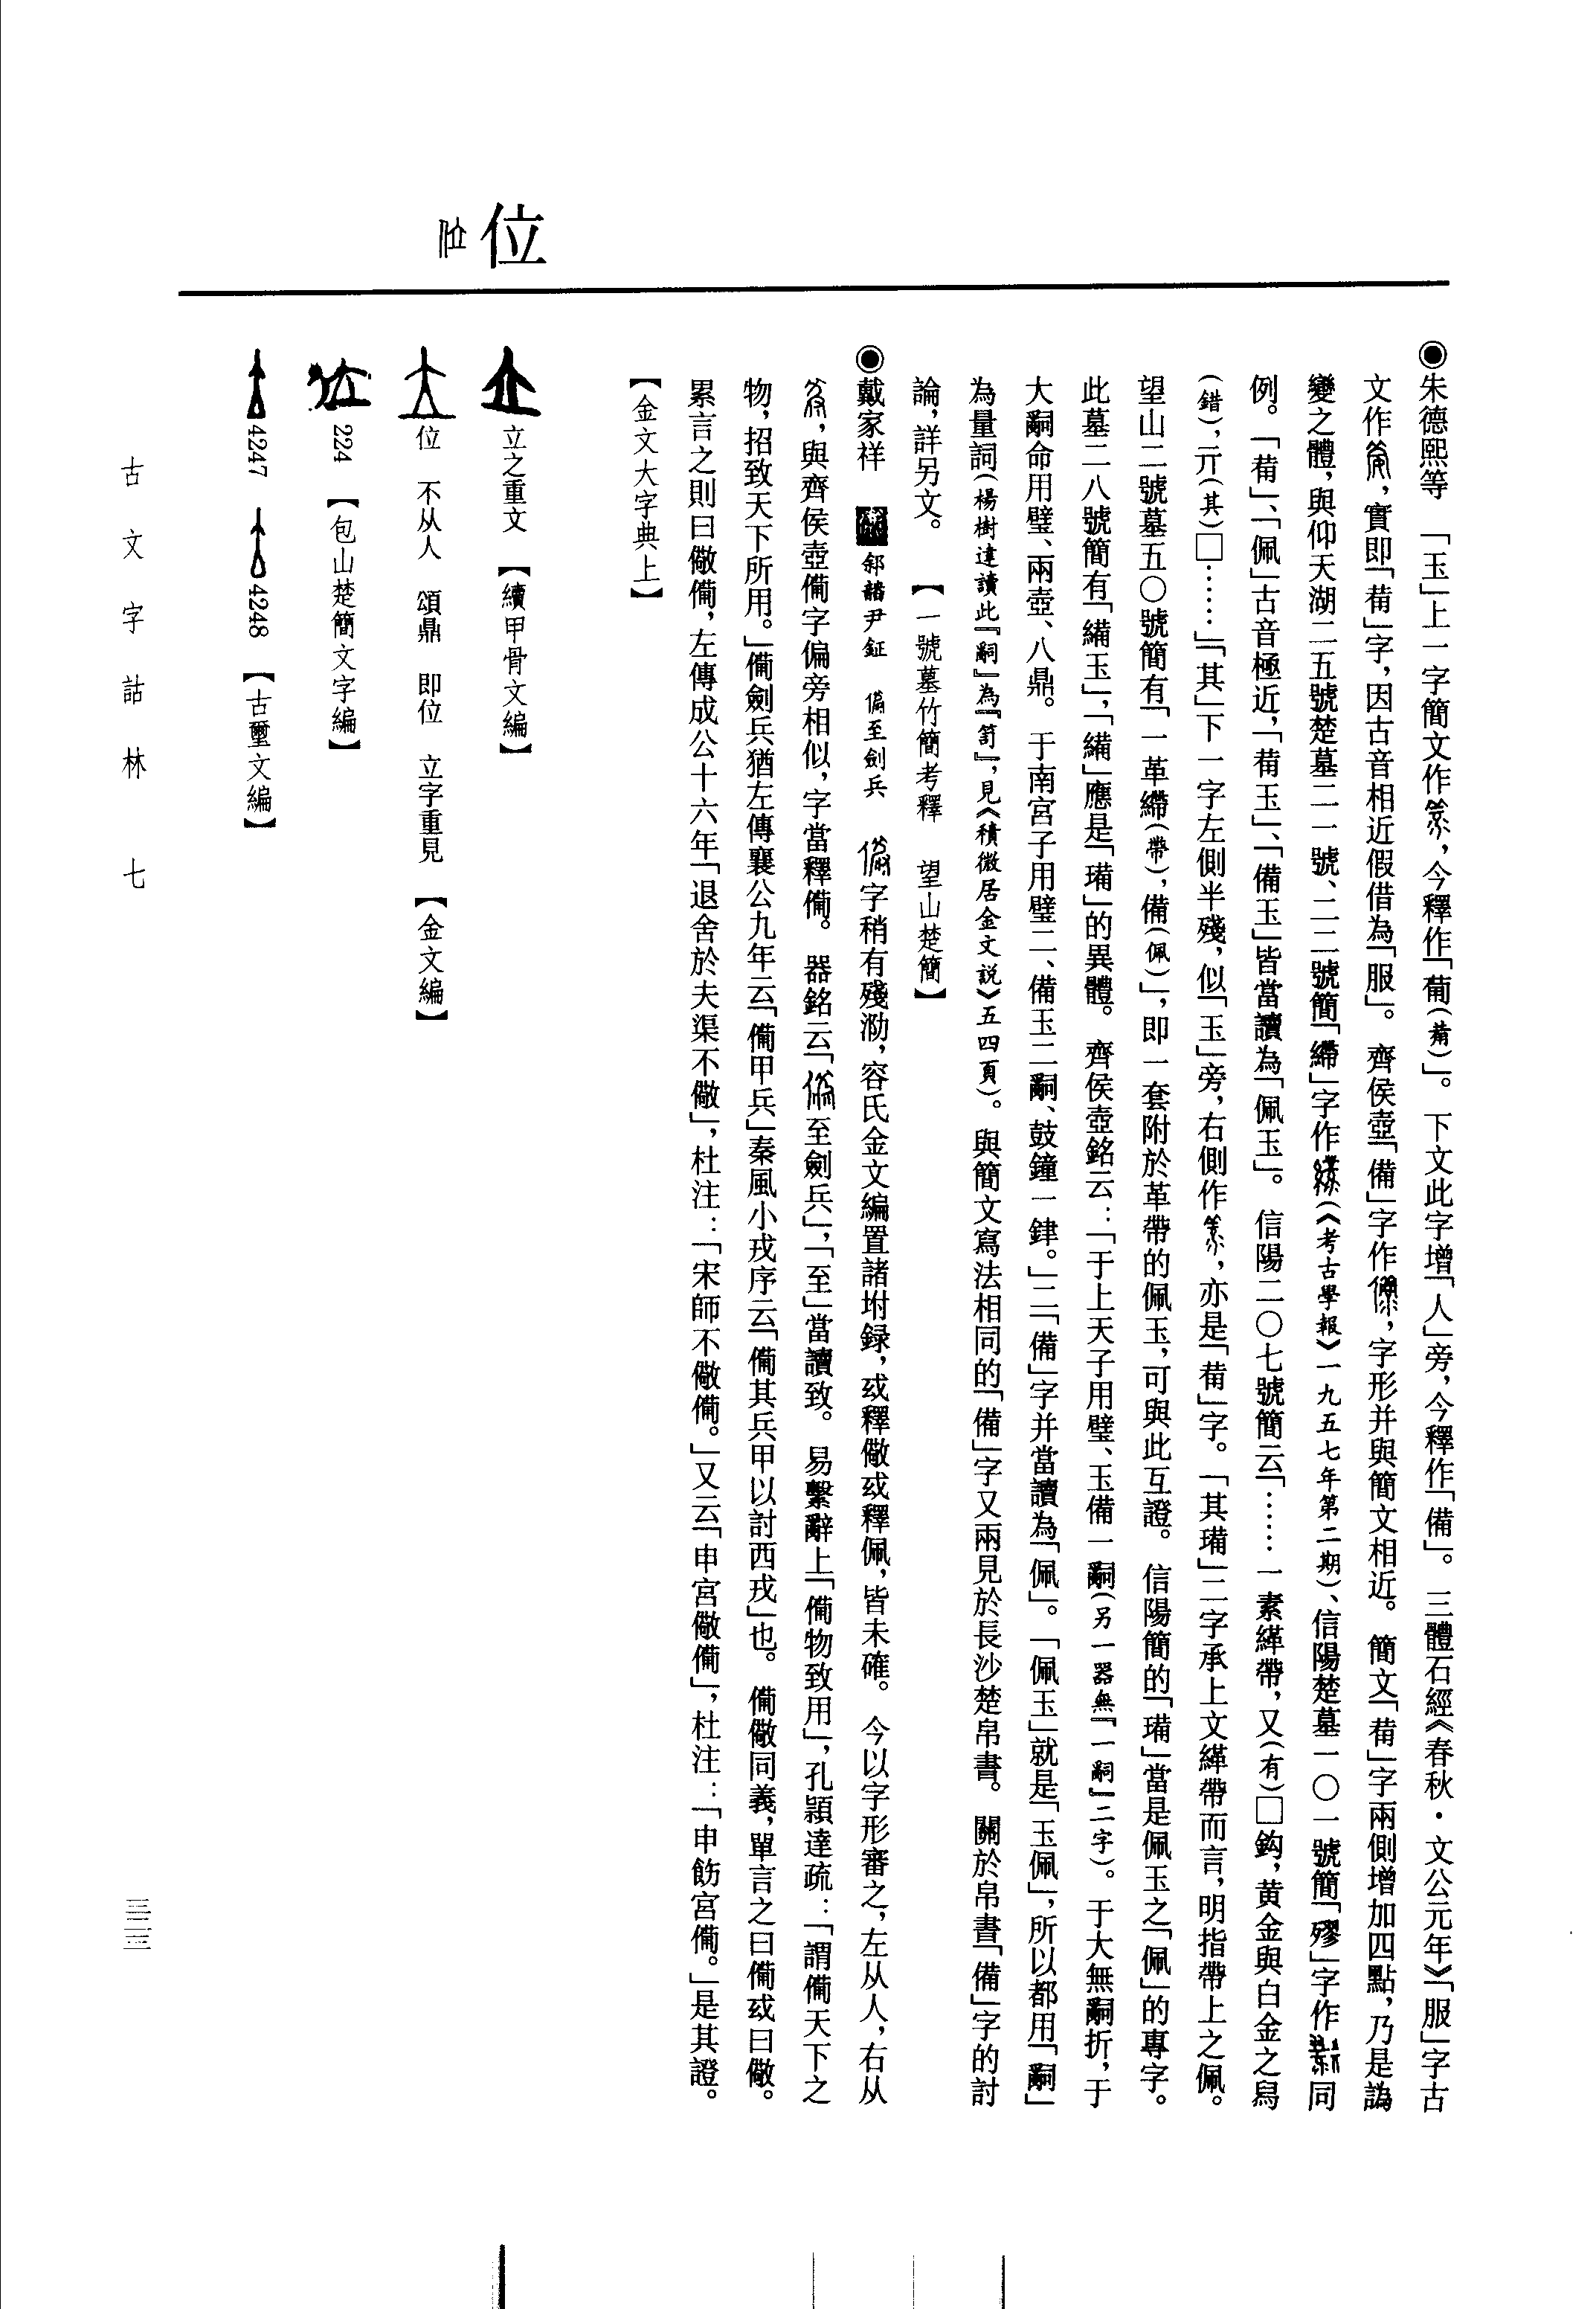 位
◉朱德熙等　「玉」上一字簡文作，今釋作「葡(𤰈)」。下文此字增「人」旁，今釋作「備」。三體石經《春秋·文公元年》「服」字古
文作，實即「𤰈」字，因古音相近假借為「服」。齊侯壺「備」字作，字形并與簡文相近。簡文「𤰈」字兩側增加四點，乃是譌
變之體，與仰天湖二五號楚墓二一號、二二號簡「繻」字作(《考古學報》一九五七年第二期)、信陽楚墓一〇一號簡「殬」字作同
例。「𤰈」、「佩」古音極近，「𤰈玉」、「備玉」皆當讀為「佩玉」。信陽二〇七號簡云「……一素緙帶，又(有)□鈎，黄金與白金之舄
(錯)，亓(其)□……」「其」下一字左側半殘，似「玉」旁，右側作，亦是「𤰈」字。「其㻫」二字承上文緙帶而言，明指帶上之佩。
望山二號墓五〇號簡有「一革繻(帶)，備(佩)」，即一套附於革帶的佩玉，可與此互證。信陽簡的「㻫」當是佩玉之「佩」的專字。
此墓二八號簡有「䋽玉」，「䋽」應是「㻫」的異體。齊侯壺銘云：「于上天子用璧、玉備一嗣(另一器無『一嗣』二字)。于大無嗣折，于
大嗣命用璧、兩壺、八鼎。于南宮子用璧二、備玉二嗣、鼓鐘一銉。」二「備」字并當讀為「佩」。「佩玉」就是「玉佩」，所以都用「嗣」
為量詞(楊樹達讀此『嗣』為『笥』，見《積微居金文説》五四頁)。與簡文寫法相同的「備」字又兩見於長沙楚帛書。關於帛書「備」字的討
論，詳另文。　【一號墓竹簡考釋　望山楚簡】
◉戴家祥　䣄𧪄尹鉦　備至劍兵　字稍有殘泐，容氏金文編置諸坿録，或釋儆或釋佩，皆未確。今以字形審之，左从人，右从
，與齊侯壺備字偏旁相似，字當釋備。器銘云「至劍兵」，「至」當讀致。易繫辭上「備物致用」，孔穎達疏：「謂備天下之
物，招致天下所用。」備劍兵猶左傳襄公九年云「備甲兵」秦風小戎序云「備其兵甲以討西戎」也。備儆同義，單言之曰備或曰儆。
累言之則曰儆備，左傳成公十六年「退舍於夫渠不儆」，杜注：「宋師不儆備。」又云「申宮儆備」，杜注：「申飭宮備。」是其證。
【金文大字典上】
立之重文　【續甲骨文編】
位　不从人　頌鼎　即位　立字重見　【金文編】
224　【包山楚簡文字編】
4247　4248　【古璽文編】
古文字詁林　七
三二三